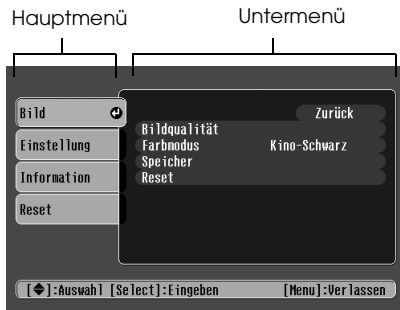 Hauptmenü Untermenü
Bild Zurück
Bildqualität
Einstellung Farbmodus Kino-Schwarz
Speicher
Information Reset
Reset
[◆]:Auswahl [Select]:Eingeben [Menu]:Verlassen